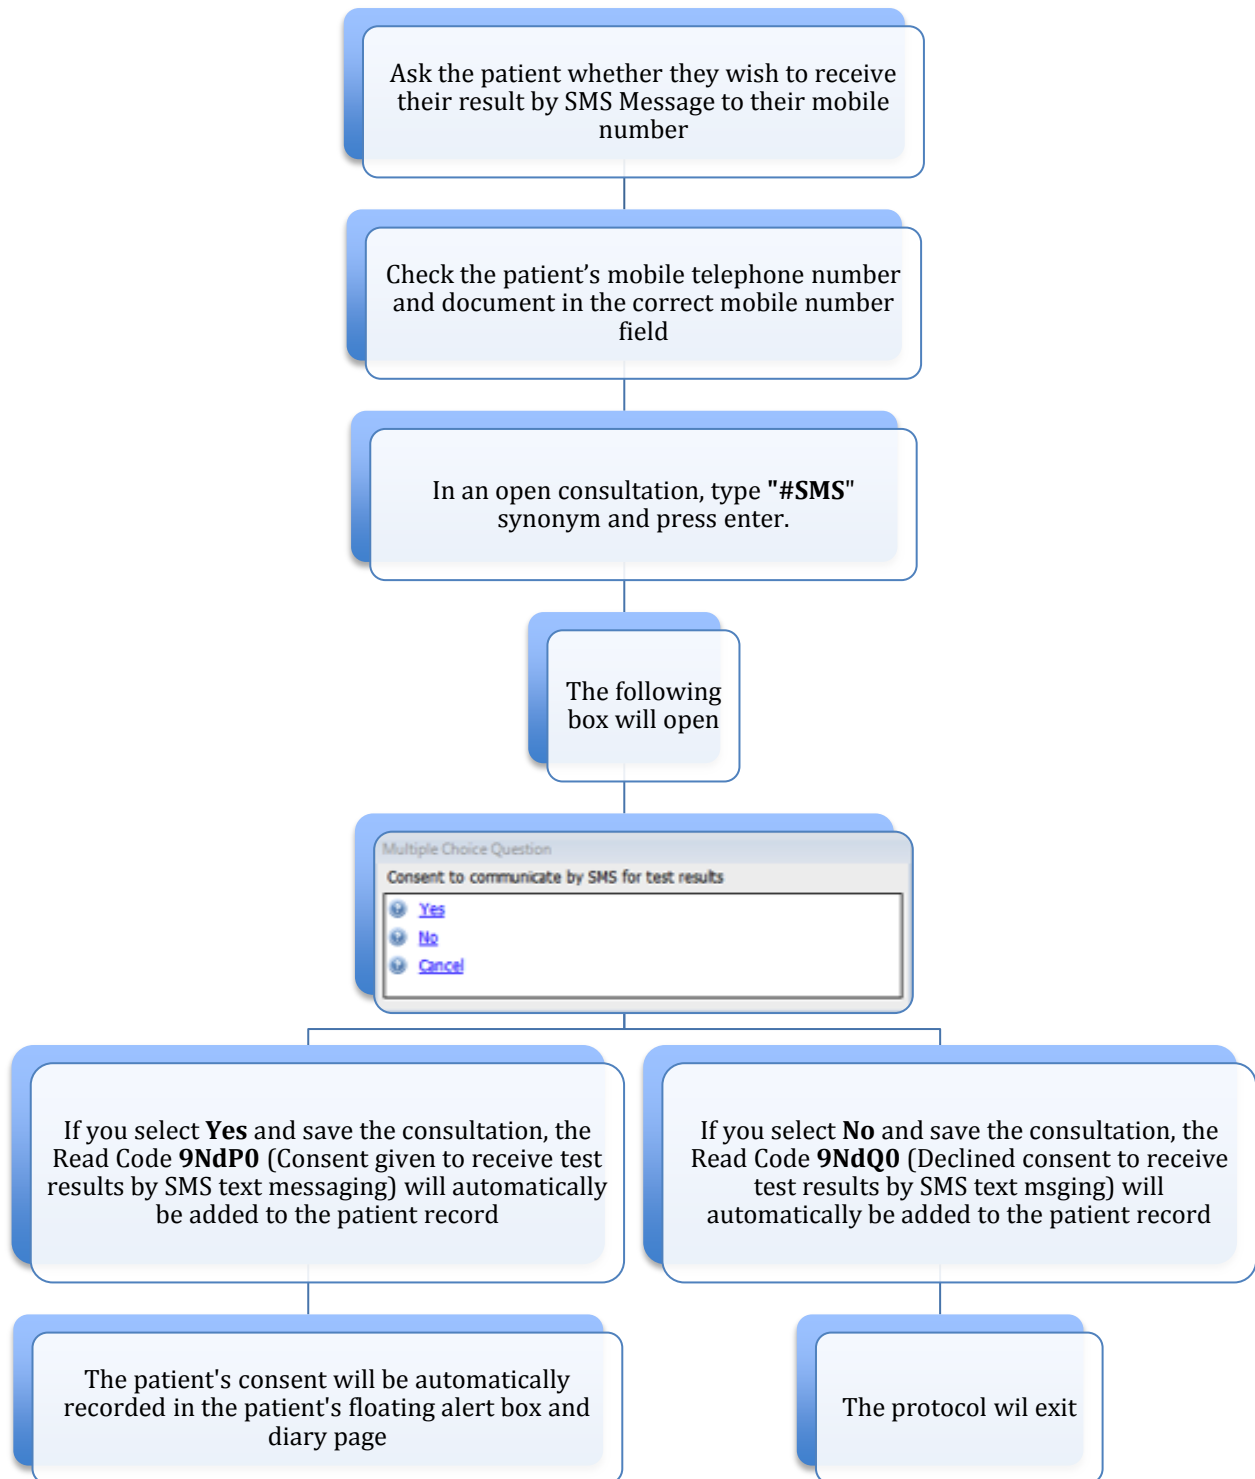 Ask the patient whether they wish to receive
their result by SMS Message to their mobile
number
Check the patient’s mobile telephone number
and document in the correct mobile number
field
In an open consultation, type "#SMS"
synonym and press enter.
The following
box will open
Multiple Choice Question
Consent to communicate by SMS for test results
Yes
No
Cancel
If you select Yes and save the consultation, the
Read Code 9NdP0 (Consent given to receive test
results by SMS text messaging) will automatically
be added to the patient record
If you select No and save the consultation, the
Read Code 9NdQ0 (Declined consent to receive
test results by SMS text msging) will
automatically be added to the patient record
The patient's consent will be automatically
recorded in the patient's floating alert box and
diary page
The protocol wil exit